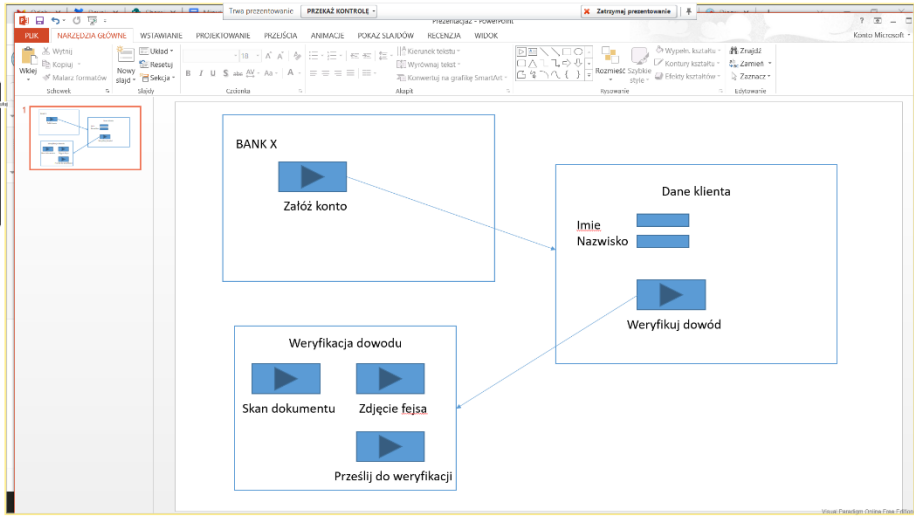 Trwa prezentowanie PRZEKAŻ KONTROLĘ
Zatrzymaj prezentowanie
Prezentacja2 - PowerPoint
PLIK NARZĘDZIA GŁÓWNE WSTAWIANIE PROJEKTOWANIE PRZEJŚCIA ANIMACJE POKAZ SLAJDÓW RECENZJA WIDOK Konto Microsoft
Wklej
Wytnij
Kopiuj
Malarz formatów
Schowek
Nowy slajd
Układ
Resetuj
Sekcja
Slajdy
B I U S abc AV Aa A
Czcionka
Kierunek tekstu
Wyrównaj tekst
Konwertuj na grafikę SmartArt
Akapit
Rozmieść
Szybkie style
Wypełn. kształtu
Kontury kształtu
Efekty kształtów
Rysowanie
Znajdź
Zamień
Zaznacz
Edytowanie
1
BANK X
Załóż konto
Dane klienta
Imie
Nazwisko
Weryfikuj dowód
Weryfikacja dowodu
Skan dokumentu Zdjęcie fejsa
Prześlij do weryfikacji
Visual Paradigm Online Free Edition